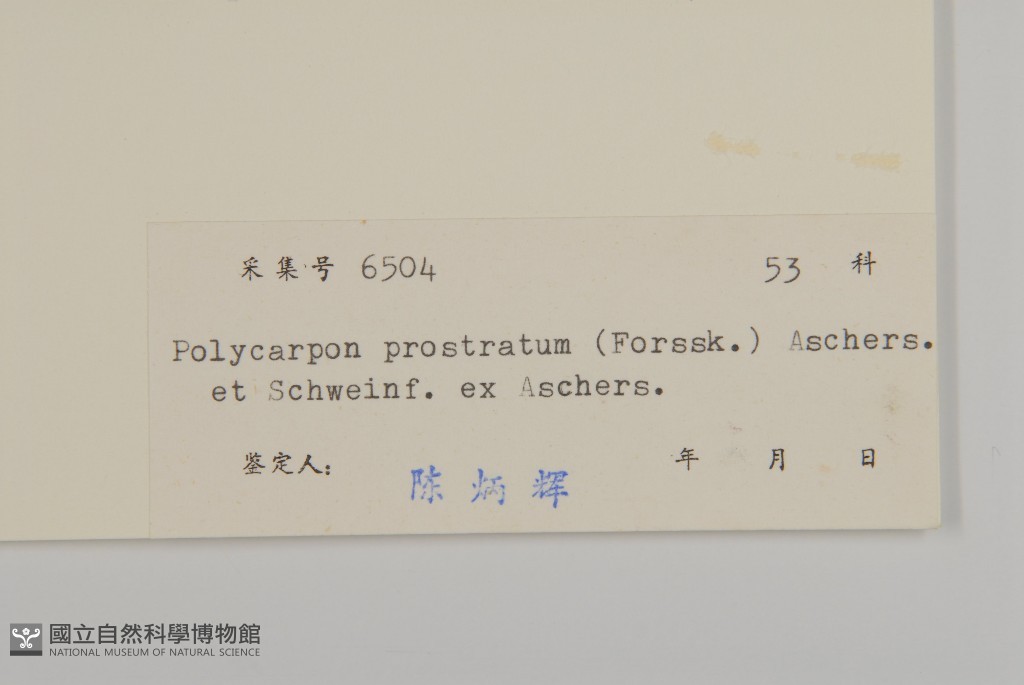 采集号 6504 53 科
Polycarpon prostratum (Forssk.) Aschers.
et Schweinf. ex Aschers.
鉴定人: 陈炳辉 年 月 日
國立自然科學博物館
NATIONAL MUSEUM OF NATURAL SCIENCE